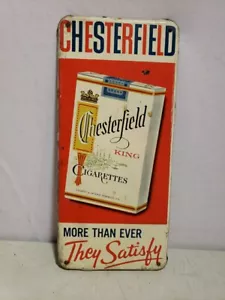 CHESTERFIELD
Chesterfield
KING
CIGARETTES
MORE THAN EVER
They Satisfy